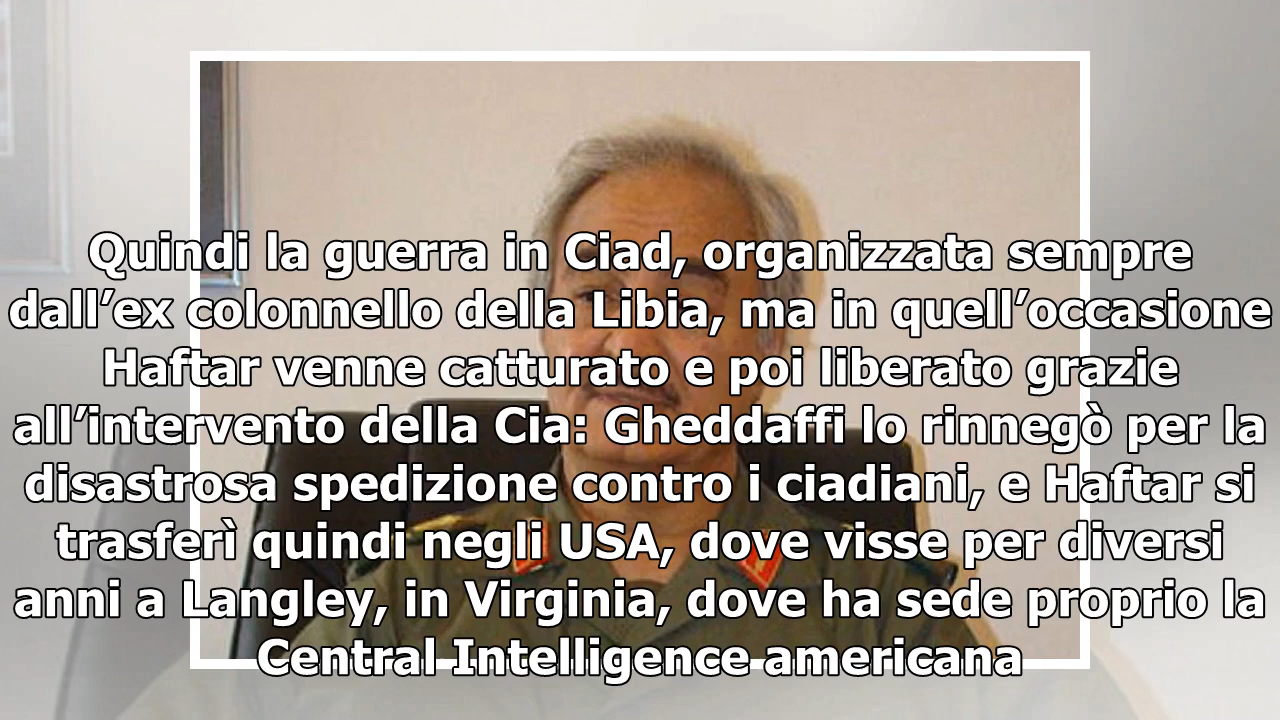 Quindi la guerra in Ciad, organizzata sempre
dall’ex colonnello della Libia, ma in quell’occasione
Haftar venne catturato e poi liberato grazie
all’intervento della Cia: Gheddaffi lo rinnegò per la
disastrosa spedizione contro i ciadiani, e Haftar si
trasferì quindi negli USA, dove visse per diversi
anni a Langley, in Virginia, dove ha sede proprio la
Central Intelligence americana